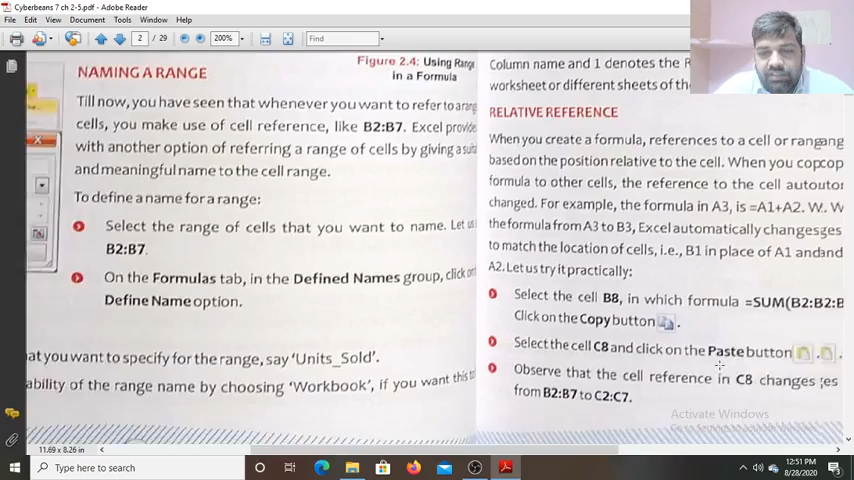 Cyberbeans 7 ch 2-5.pdf - Adobe Reader
File Edit View Document Tools Window Help
2 / 29
200%
Find
Figure 2.4: Using Range
in a Formula
NAMING A RANGE
Till now, you have seen that whenever you want to refer to a rang
cells, you make use of cell reference, like B2:B7. Excel provide
with another option of referring a range of cells by giving a suita
and meaningful name to the cell range.
To define a name for a range:
Select the range of cells that you want to name. Let us
B2:B7.
On the Formulas tab, in the Defined Names group, click on
Define Name option.
at you want to specify for the range, say 'Units_Sold'.
ability of the range name by choosing 'Workbook', if you want this to
Column name and 1 denotes the R
worksheet or different sheets of the
RELATIVE REFERENCE
When you create a formula, references to a cell or rangang
based on the position relative to the cell. When you copcop
formula to other cells, the reference to the cell autoutor
changed. For example, the formula in A3, is =A1+A2. W.. W
the formula from A3 to B3, Excel automatically changesges
to match the location of cells, i.e., B1 in place of A1 andand
A2. Let us try it practically:
Select the cell B8, in which formula =SUM(B2:B2:B
Click on the Copy button .
Select the cell C8 and click on the Paste button . .
Observe that the cell reference in C8 changes ges
from B2:B7 to C2:C7.
Activate Windows
11.69 x 8.26 in
Type here to search
12:51 PM
8/28/2020